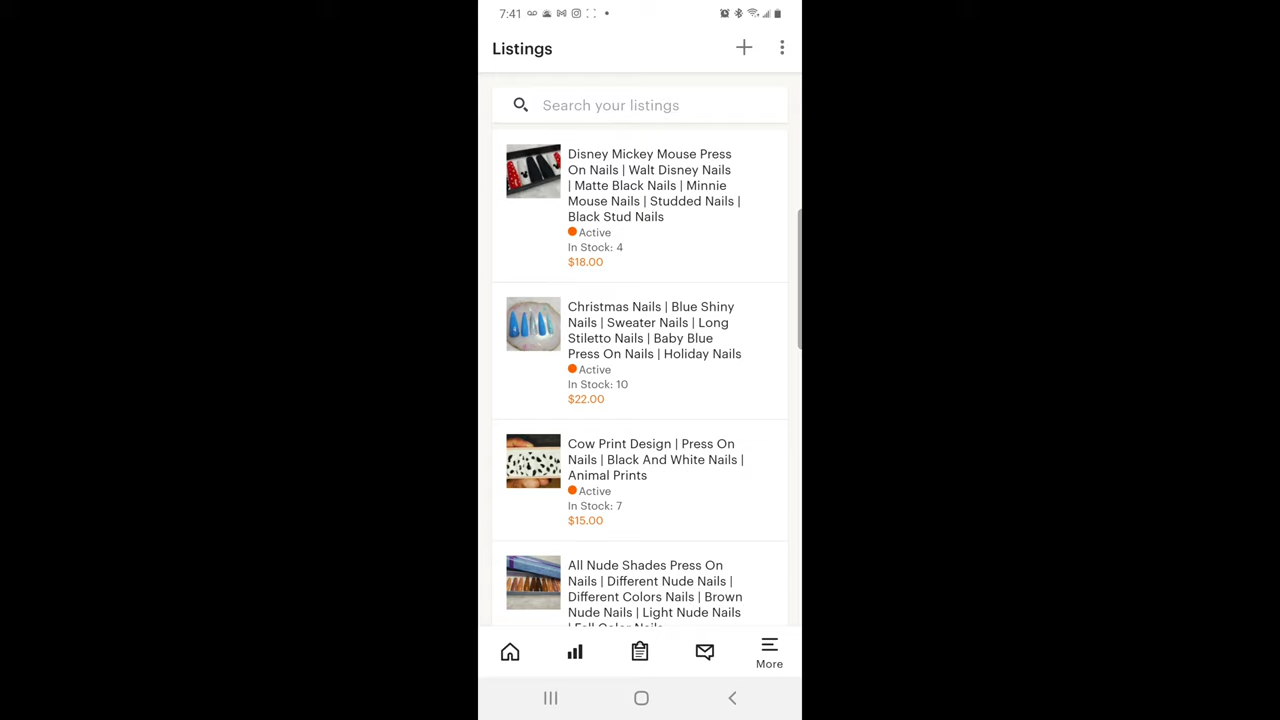 7:41
Listings
Search your listings
Disney Mickey Mouse Press
On Nails | Walt Disney Nails
| Matte Black Nails | Minnie
Mouse Nails | Studded Nails |
Black Stud Nails
Active
In Stock: 4
$18.00
Christmas Nails | Blue Shiny
Nails | Sweater Nails | Long
Stiletto Nails | Baby Blue
Press On Nails | Holiday Nails
Active
In Stock: 10
$22.00
Cow Print Design | Press On
Nails | Black And White Nails |
Animal Prints
Active
In Stock: 7
$15.00
All Nude Shades Press On
Nails | Different Nude Nails |
Different Colors Nails | Brown
Nude Nails | Light Nude Nails
| Fall Color Nails
More